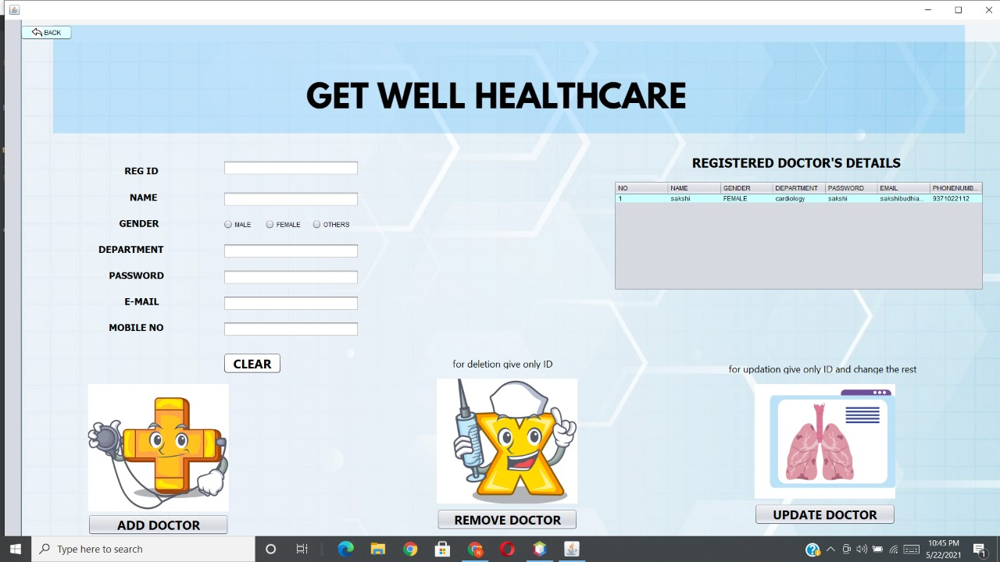 BACK
GET WELL HEALTHCARE
REG ID
NAME
GENDER
MALE FEMALE OTHERS
DEPARTMENT
PASSWORD
E-MAIL
MOBILE NO
CLEAR
REGISTERED DOCTOR'S DETAILS
NO NAME GENDER DEPARTMENT PASSWORD EMAIL PHONENUMB...
1 sakshi FEMALE cardiology sakshi sakshibudhia... 9371022112
for deletion give only ID
for updation give only ID and change the rest
ADD DOCTOR
REMOVE DOCTOR
UPDATE DOCTOR
Type here to search
10:45 PM
5/22/2021
1